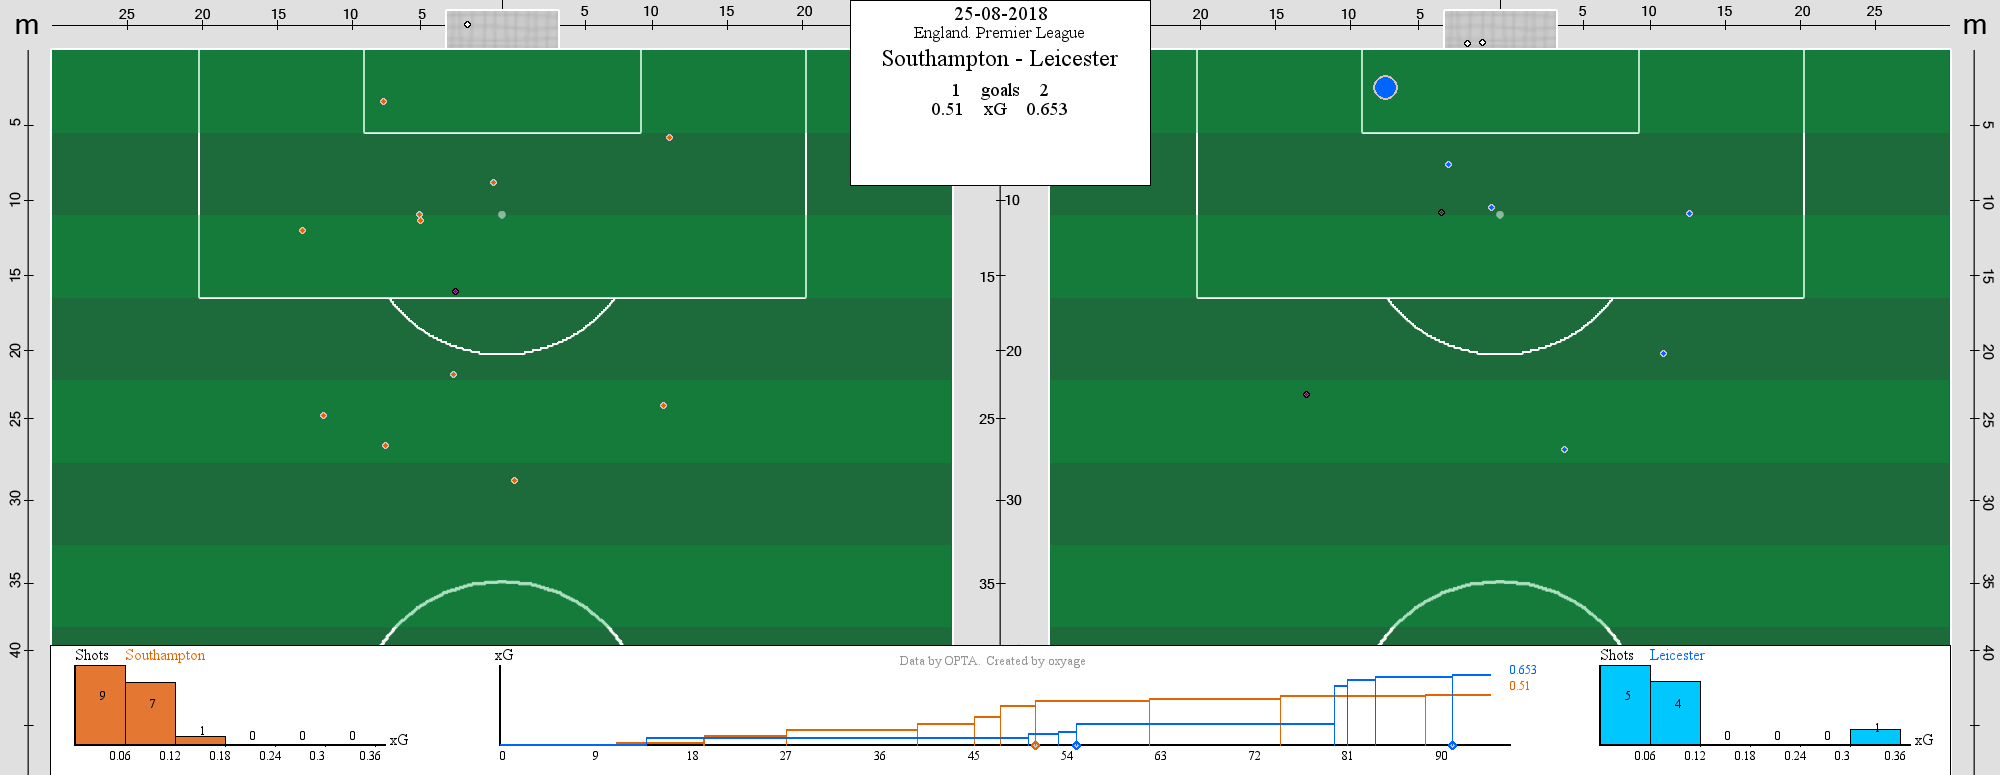 25 20 15 10 5 5 10 15 20
20 15 10 5 5 10 15 20 25
m
m
25-08-2018
England. Premier League
Southampton - Leicester
1 goals 2
0.51 xG 0.653
5
10
15
20
25
30
35
40
10
15
20
25
30
35
5
10
15
20
25
30
35
40
Shots Southampton
9 7 1 0 0 0
xG
0.06 0.12 0.18 0.24 0.3 0.36
xG
Data by OPTA. Created by oxyage
0.653
0.51
0 9 18 27 36 45 54 63 72 81 90
Shots Leicester
5 4 0 0 0 1
xG
0.06 0.12 0.18 0.24 0.3 0.36